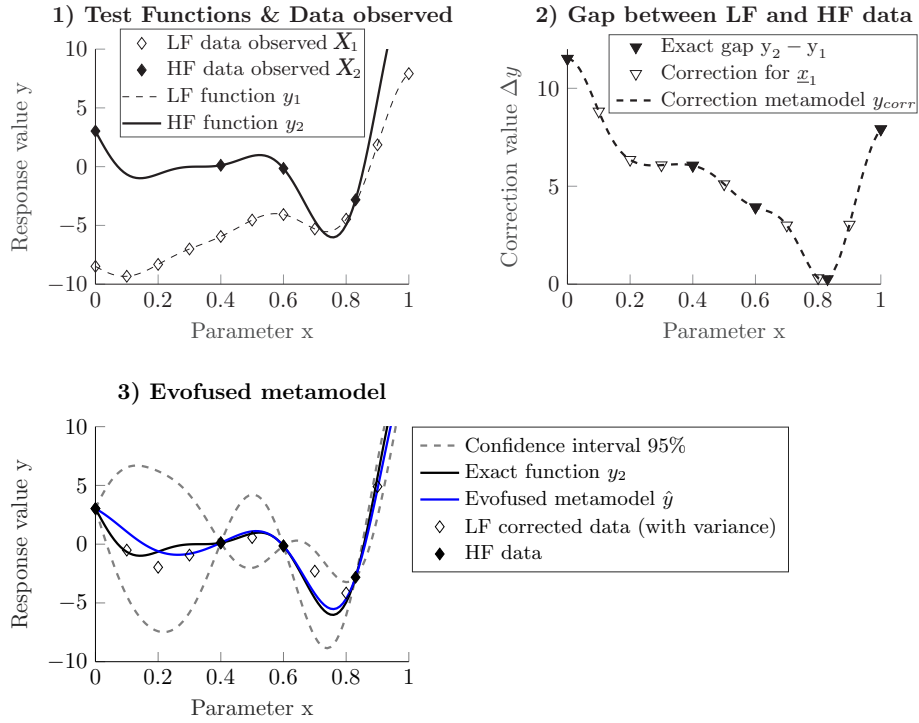 1) Test Functions & Data observed
LF data observed X₁
HF data observed X₂
LF function y₁
HF function y₂
Response value y
10
5
0
−5
−10
0 0.2 0.4 0.6 0.8 1
Parameter x
2) Gap between LF and HF data
Exact gap y₂ − y₁
Correction for x₁
Correction metamodel y_corr
Correction value Δy
10
5
0
0 0.2 0.4 0.6 0.8 1
Parameter x
3) Evofused metamodel
Response value y
10
5
0
−5
−10
0 0.2 0.4 0.6 0.8 1
Parameter x
Confidence interval 95%
Exact function y₂
Evofused metamodel ŷ
LF corrected data (with variance)
HF data